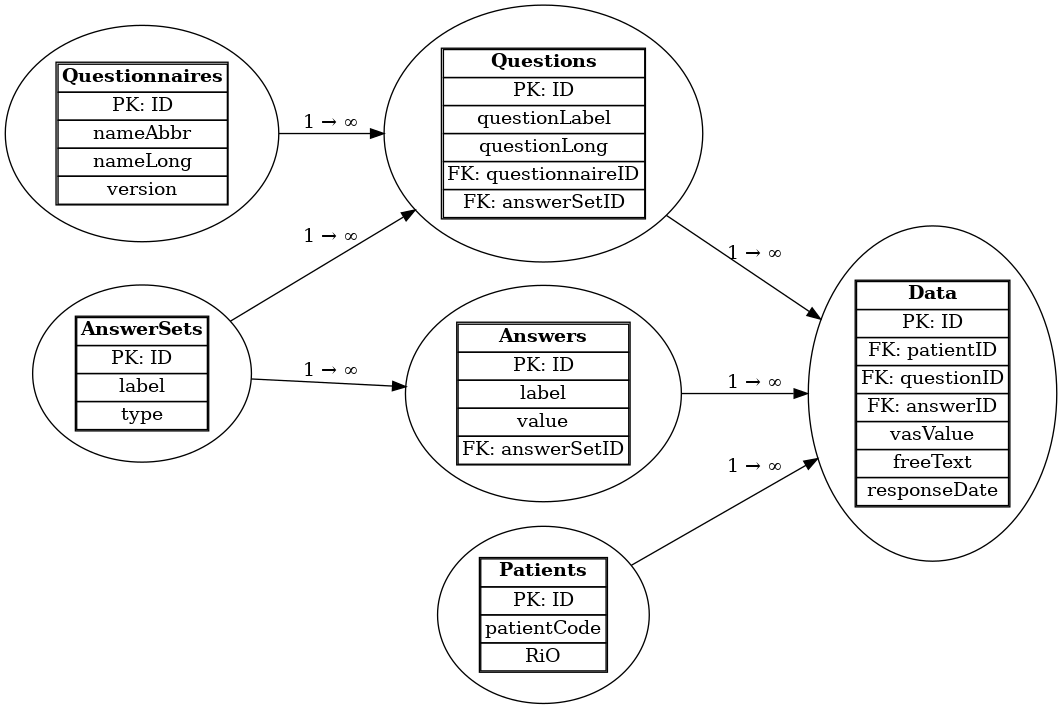 Questionnaires
PK: ID
nameAbbr
nameLong
version
1 → ∞
Questions
PK: ID
questionLabel
questionLong
FK: questionnaireID
FK: answerSetID
1 → ∞
AnswerSets
PK: ID
label
type
1 → ∞
Answers
PK: ID
label
value
FK: answerSetID
1 → ∞
1 → ∞
Patients
PK: ID
patientCode
RiO
1 → ∞
Data
PK: ID
FK: patientID
FK: questionID
FK: answerID
vasValue
freeText
responseDate